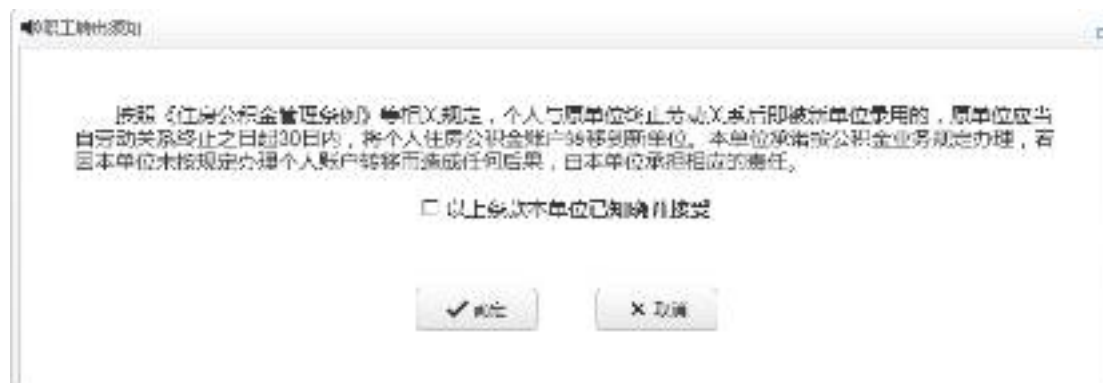 职工转出须知
按照《住房公积金管理条例》等相关规定，个人与原单位终止劳动关系后即被新单位录用的，原单位应当
自劳动关系终止之日起30日内，将个人住房公积金账户转移到新单位。本单位承诺按公积金业务规定办理，若
因本单位未按规定办理个人账户转移而造成任何后果，由本单位承担相应的责任。
以上条款本单位已知晓并接受
确定
取消